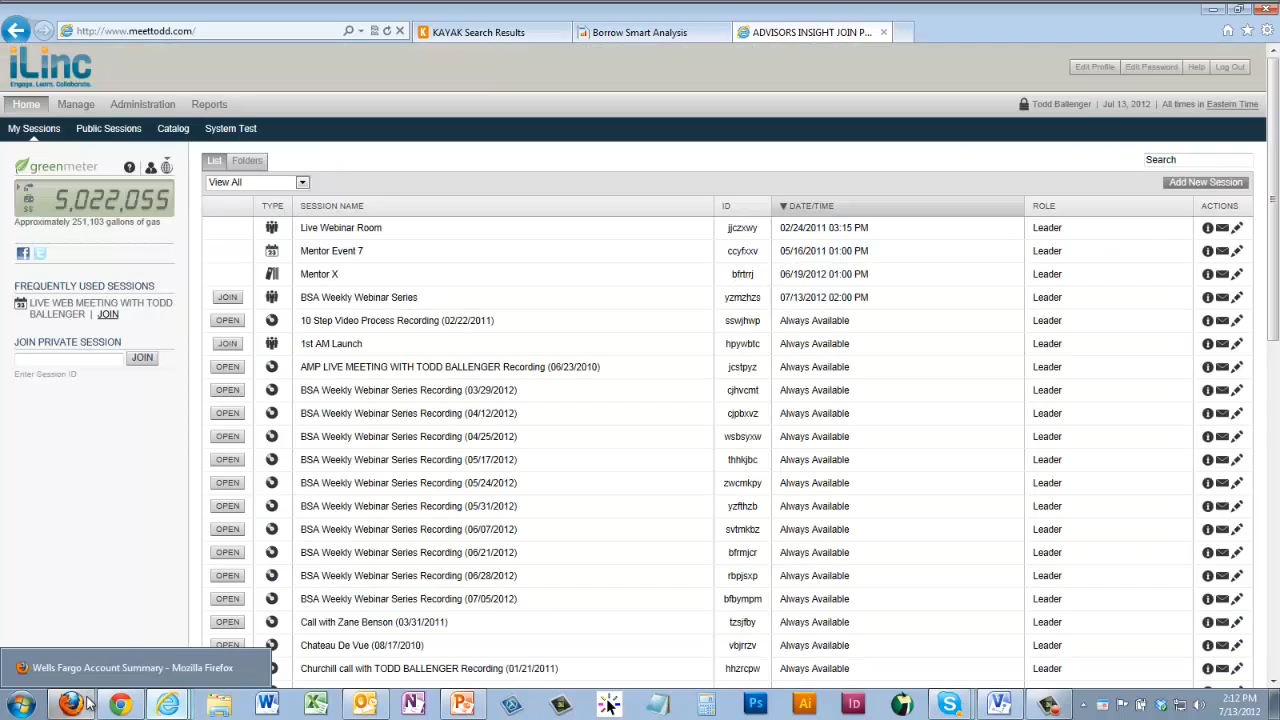 http://www.meettodd.com/
KAYAK Search Results
Borrow Smart Analysis
ADVISORS INSIGHT JOIN P...
iLinc
Engage. Learn. Collaborate.
Edit Profile
Edit Password
Help
Log Out
Home
Manage
Administration
Reports
Todd Ballenger | Jul 13, 2012 | All times in Eastern Time
My Sessions
Public Sessions
Catalog
System Test
greenmeter
5,022,055
Approximately 251,103 gallons of gas
FREQUENTLY USED SESSIONS
LIVE WEB MEETING WITH TODD
BALLENGER | JOIN
JOIN PRIVATE SESSION
JOIN
Enter Session ID
List
Folders
Search
View All
Add New Session
TYPE SESSION NAME ID DATE/TIME ROLE ACTIONS
Live Webinar Room jjczxwy 02/24/2011 03:15 PM Leader
Mentor Event 7 ccyfxxv 05/16/2011 01:00 PM Leader
Mentor X bfrtrrj 06/19/2012 01:00 PM Leader
JOIN BSA Weekly Webinar Series yzmzhzs 07/13/2012 02:00 PM Leader
OPEN 10 Step Video Process Recording (02/22/2011) sswjhwp Always Available Leader
JOIN 1st AM Launch hpywbtc Always Available Leader
OPEN AMP LIVE MEETING WITH TODD BALLENGER Recording (06/23/2010) jcstpyz Always Available Leader
OPEN BSA Weekly Webinar Series Recording (03/29/2012) cjhvcmt Always Available Leader
OPEN BSA Weekly Webinar Series Recording (04/12/2012) cjpbxvz Always Available Leader
OPEN BSA Weekly Webinar Series Recording (04/25/2012) wsbsyxw Always Available Leader
OPEN BSA Weekly Webinar Series Recording (05/17/2012) thhkjbc Always Available Leader
OPEN BSA Weekly Webinar Series Recording (05/24/2012) zwcmkpy Always Available Leader
OPEN BSA Weekly Webinar Series Recording (05/31/2012) yzfthzb Always Available Leader
OPEN BSA Weekly Webinar Series Recording (06/07/2012) svtmkbz Always Available Leader
OPEN BSA Weekly Webinar Series Recording (06/21/2012) bfrmjcr Always Available Leader
OPEN BSA Weekly Webinar Series Recording (06/28/2012) rbpjsxp Always Available Leader
OPEN BSA Weekly Webinar Series Recording (07/05/2012) bfbympm Always Available Leader
OPEN Call with Zane Benson (03/31/2011) tzsjfby Always Available Leader
OPEN Chateau De Vue (08/17/2010) vbjrrzv Always Available Leader
Churchill call with TODD BALLENGER Recording (01/21/2011) hhzrcpw Always Available Leader
Wells Fargo Account Summary - Mozilla Firefox
2:12 PM
7/13/2012